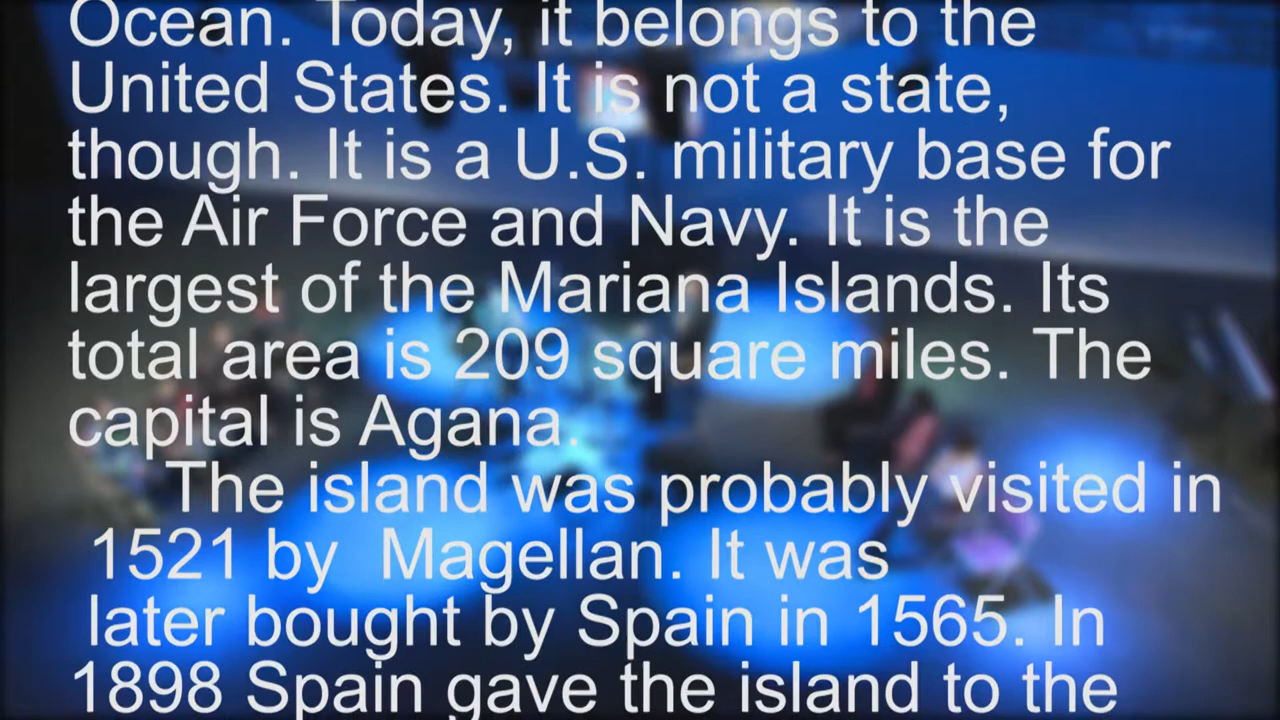 Ocean. Today, it belongs to the
United States. It is not a state,
though. It is a U.S. military base for
the Air Force and Navy. It is the
largest of the Mariana Islands. Its
total area is 209 square miles. The
capital is Agana.
The island was probably visited in
1521 by Magellan. It was
later bought by Spain in 1565. In
1898 Spain gave the island to the